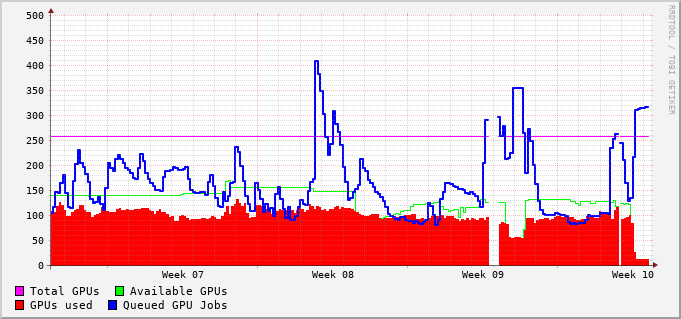 500
450
400
350
300
250
200
150
100
50
0
Week 07 Week 08 Week 09 Week 10
Total GPUs Available GPUs
GPUs used Queued GPU Jobs
RRDTOOL / TOBI OETIKER